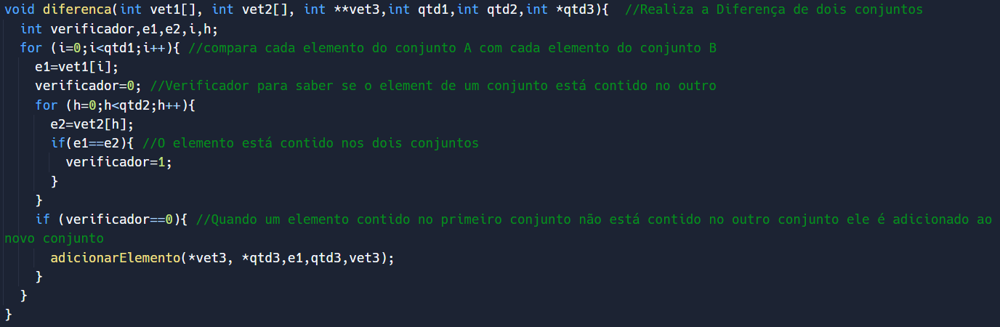 void diferenca(int vet1[], int vet2[], int **vet3,int qtd1,int qtd2,int *qtd3){  //Realiza a Diferença de dois conjuntos
  int verificador,e1,e2,i,h;
  for (i=0;i<qtd1;i++){ //compara cada elemento do conjunto A com cada elemento do conjunto B
    e1=vet1[i];
    verificador=0; //Verificador para saber se o element de um conjunto está contido no outro
    for (h=0;h<qtd2;h++){
      e2=vet2[h];
      if(e1==e2){ //O elemento está contido nos dois conjuntos
        verificador=1;
      }
    }
    if (verificador==0){ //Quando um elemento contido no primeiro conjunto não está contido no outro conjunto ele é adicionado ao
novo conjunto
      adicionarElemento(*vet3, *qtd3,e1,qtd3,vet3);
    }
  }
}